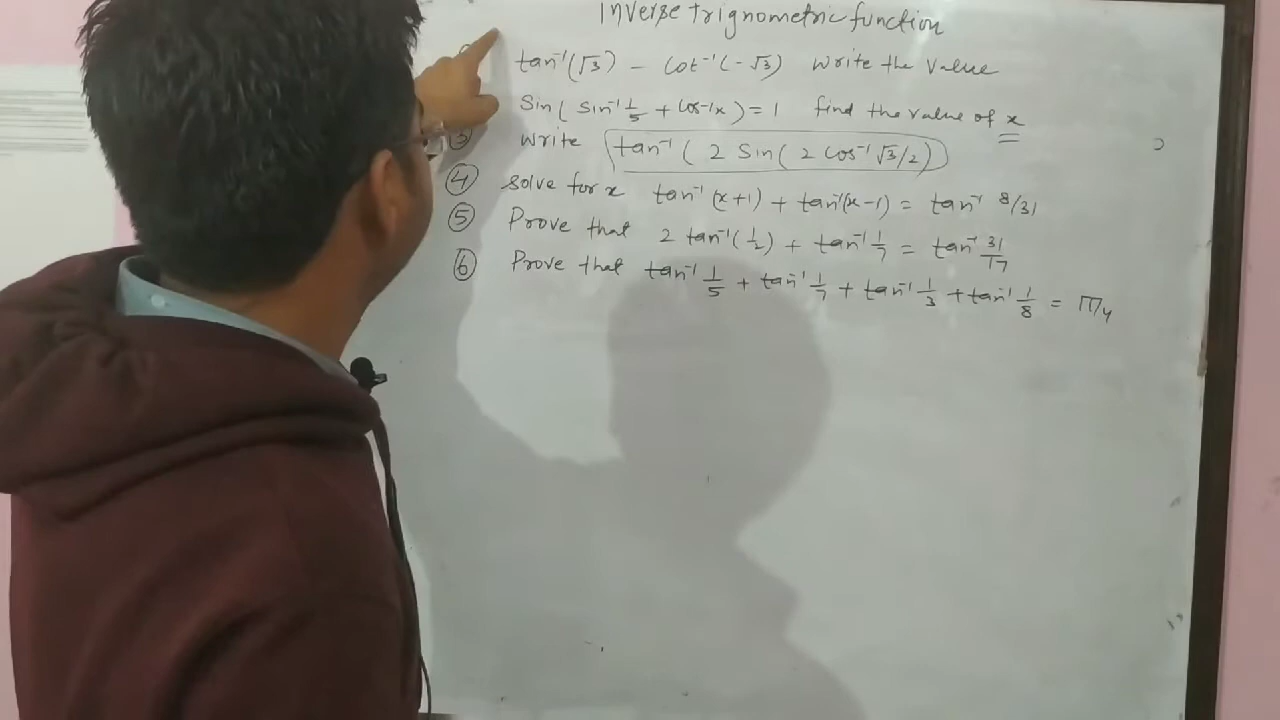 Inverse trignometric function
tan⁻¹(√3) - Cot⁻¹(-√3) write the value
Sin( Sin⁻¹ 1/5 + Cos⁻¹x) = 1 find the value of x
③ write tan⁻¹( 2 Sin( 2 Cos⁻¹ √3/2))
④ solve for x tan⁻¹(x+1) + tan⁻¹(x-1) = tan⁻¹ 8/31
⑤ Prove that 2 tan⁻¹(1/2) + tan⁻¹ 1/7 = tan⁻¹ 31/17
⑥ Prove that tan⁻¹ 1/5 + tan⁻¹ 1/7 + tan⁻¹ 1/3 + tan⁻¹ 1/8 = π/4